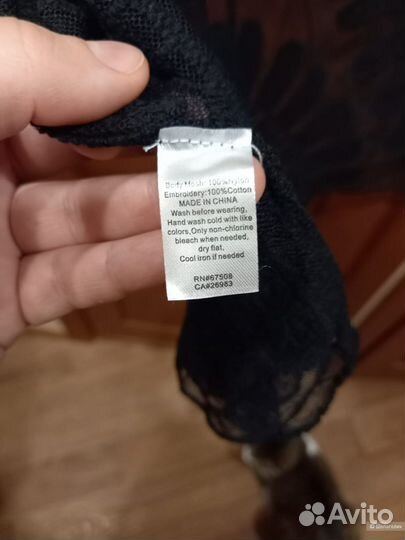 Body Mesh: 100%Nylon
Embroidery:100%Cotton
MADE IN CHINA
Wash before wearing,
Hand wash cold with like
colors,Only non-chlorine
bleach when needed,
dry flat.
Cool iron if needed
RN#67508
CA#26983
Avito